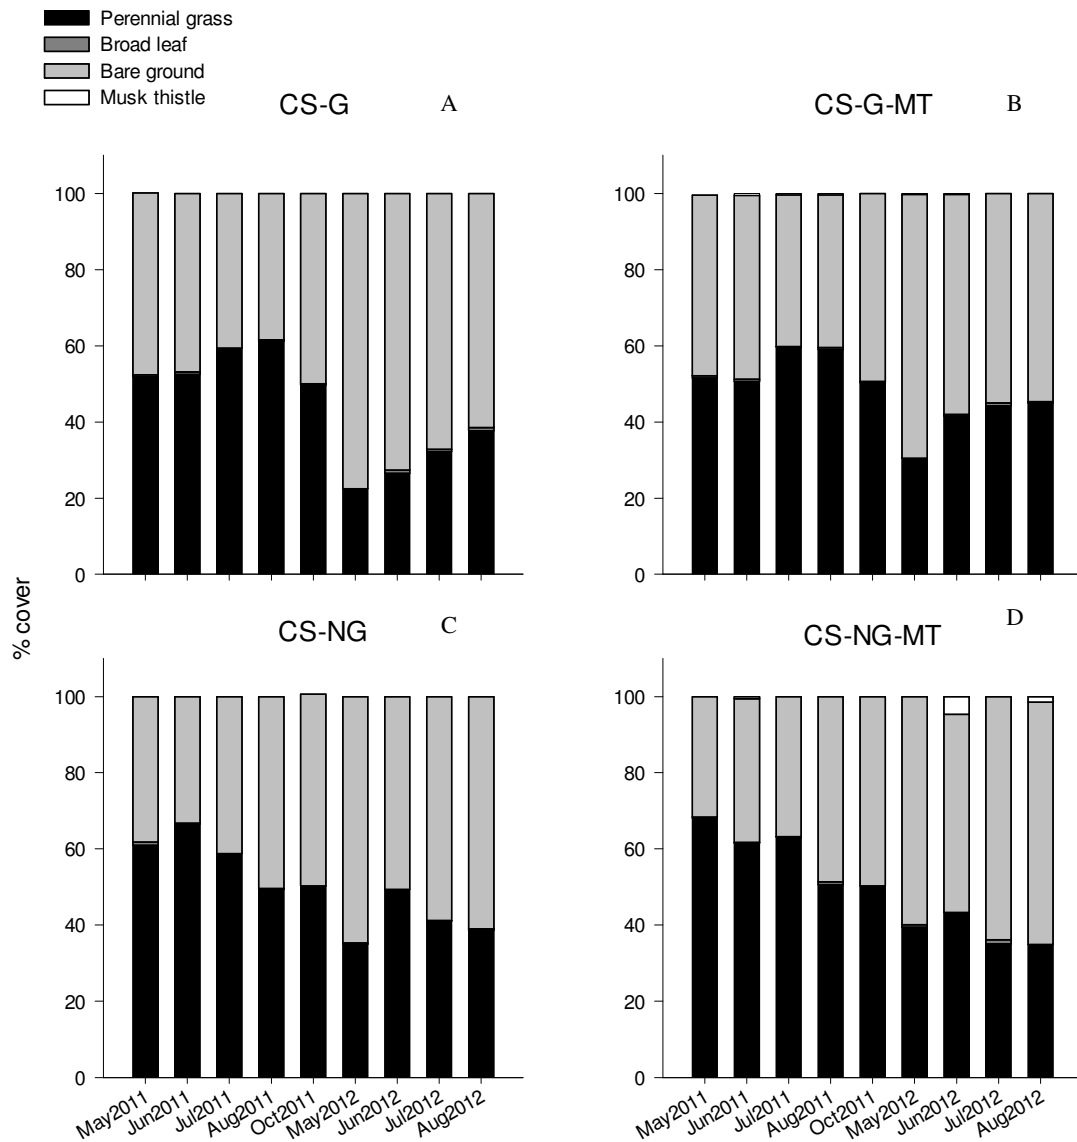 Perennial grass
Broad leaf
Bare ground
Musk thistle
CS-G A
100
80
60
40
20
0
CS-G-MT B
100
80
60
40
20
0
% cover
CS-NG C
100
80
60
40
20
0
May2011 Jun2011 Jul2011 Aug2011 Oct2011 May2012 Jun2012 Jul2012 Aug2012
CS-NG-MT D
100
80
60
40
20
0
May2011 Jun2011 Jul2011 Aug2011 Oct2011 May2012 Jun2012 Jul2012 Aug2012